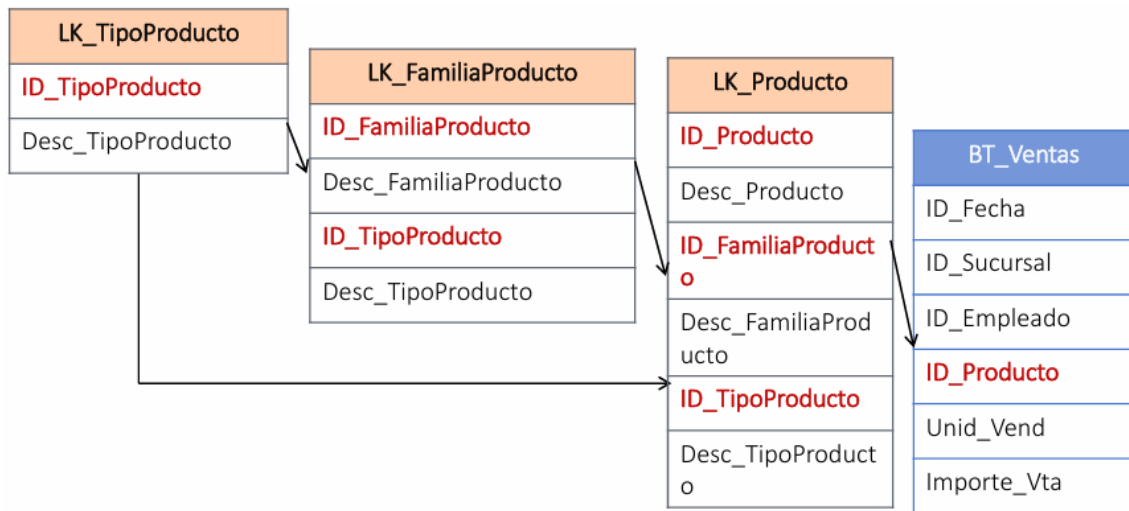 LK_TipoProducto
ID_TipoProducto
Desc_TipoProducto
LK_FamiliaProducto
ID_FamiliaProducto
Desc_FamiliaProducto
ID_TipoProducto
Desc_TipoProducto
LK_Producto
ID_Producto
Desc_Producto
ID_FamiliaProduct
o
Desc_FamiliaProd
ucto
ID_TipoProducto
Desc_TipoProduct
o
BT_Ventas
ID_Fecha
ID_Sucursal
ID_Empleado
ID_Producto
Unid_Vend
Importe_Vta